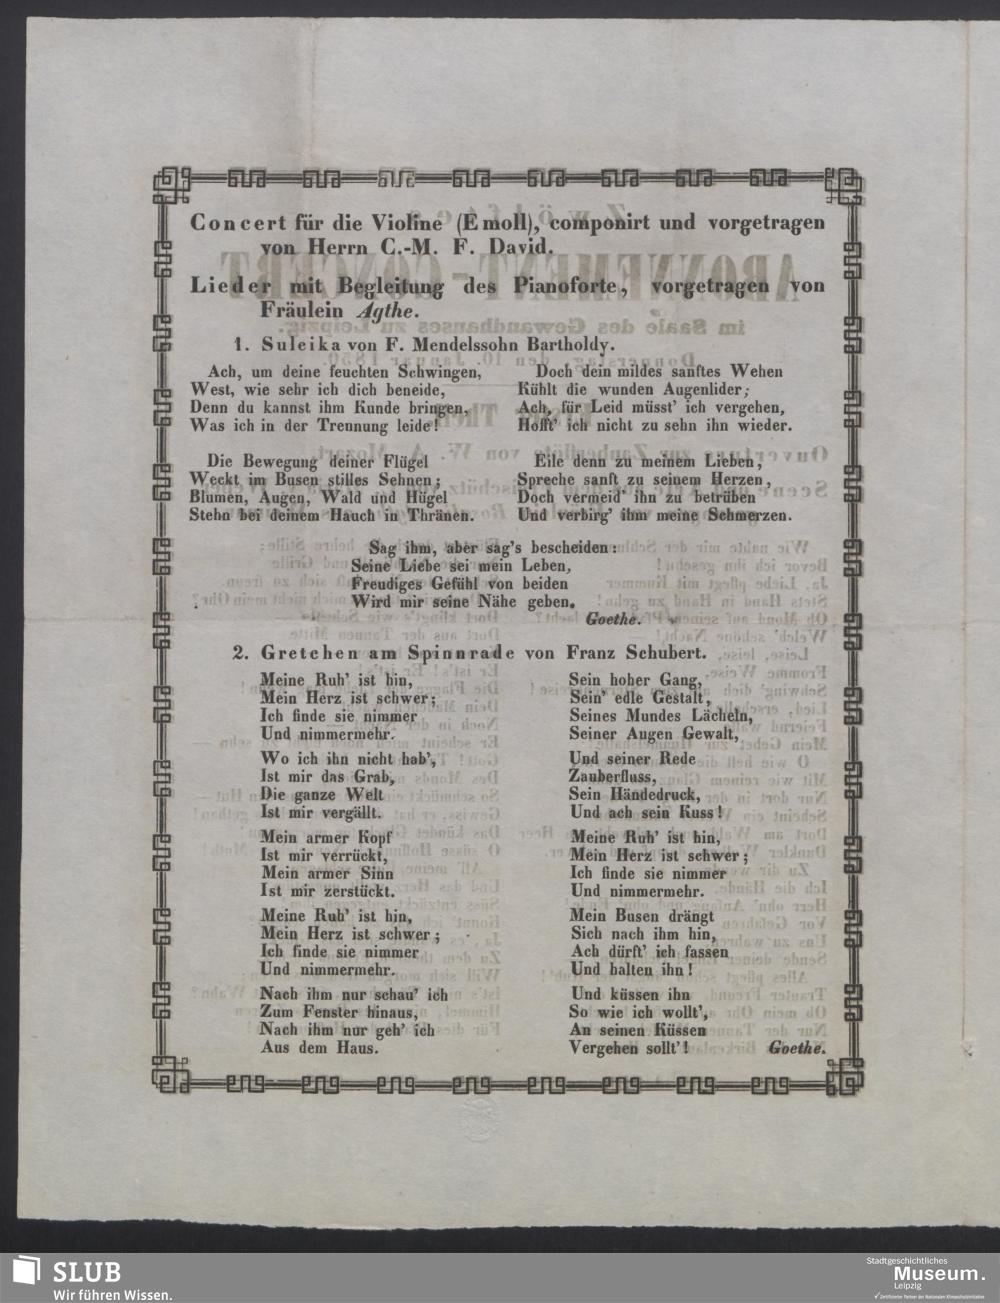 Concert für die Violine (E moll), componirt und vorgetragen
von Herrn C.-M. F. David.
Lieder mit Begleitung des Pianoforte, vorgetragen von
Fräulein Agthe.
1. Suleika von F. Mendelssohn Bartholdy.
Ach, um deine feuchten Schwingen,
West, wie sehr ich dich beneide,
Denn du kannst ihm Kunde bringen,
Was ich in der Trennung leide!
Die Bewegung deiner Flügel
Weckt im Busen stilles Sehnen;
Blumen, Augen, Wald und Hügel
Stehn bei deinem Hauch in Thränen.
Doch dein mildes sanftes Wehen
Kühlt die wunden Augenlider;
Ach, für Leid müsst' ich vergehen,
Hofft' ich nicht zu sehn ihn wieder.
Eile denn zu meinem Lieben,
Spreche sanft zu seinem Herzen,
Doch vermeid' ihn zu betrüben
Und verbirg' ihm meine Schmerzen.
Sag ihm, aber sag's bescheiden:
Seine Liebe sei mein Leben,
Freudiges Gefühl von beiden
Wird mir seine Nähe geben.
Goethe.
2. Gretchen am Spinnrade von Franz Schubert.
Meine Ruh' ist hin,
Mein Herz ist schwer;
Ich finde sie nimmer
Und nimmermehr.
Wo ich ihn nicht hab',
Ist mir das Grab,
Die ganze Welt
Ist mir vergällt.
Mein armer Kopf
Ist mir verrückt,
Mein armer Sinn
Ist mir zerstückt.
Meine Ruh' ist hin,
Mein Herz ist schwer;
Ich finde sie nimmer
Und nimmermehr.
Nach ihm nur schau' ich
Zum Fenster hinaus,
Nach ihm nur geh' ich
Aus dem Haus.
Sein hoher Gang,
Sein' edle Gestalt,
Seines Mundes Lächeln,
Seiner Augen Gewalt,
Und seiner Rede
Zauberfluss,
Sein Händedruck,
Und ach sein Kuss!
Meine Ruh' ist hin,
Mein Herz ist schwer;
Ich finde sie nimmer
Und nimmermehr.
Mein Busen drängt
Sich nach ihm hin,
Ach dürft' ich fassen
Und halten ihn!
Und küssen ihn
So wie ich wollt',
An seinen Küssen
Vergehen sollt'! Goethe.
SLUB
Wir führen Wissen.
Stadtgeschichtliches
Museum.
Leipzig
Zertifizierter Partner der Nationalen Klimaschutzinitiative